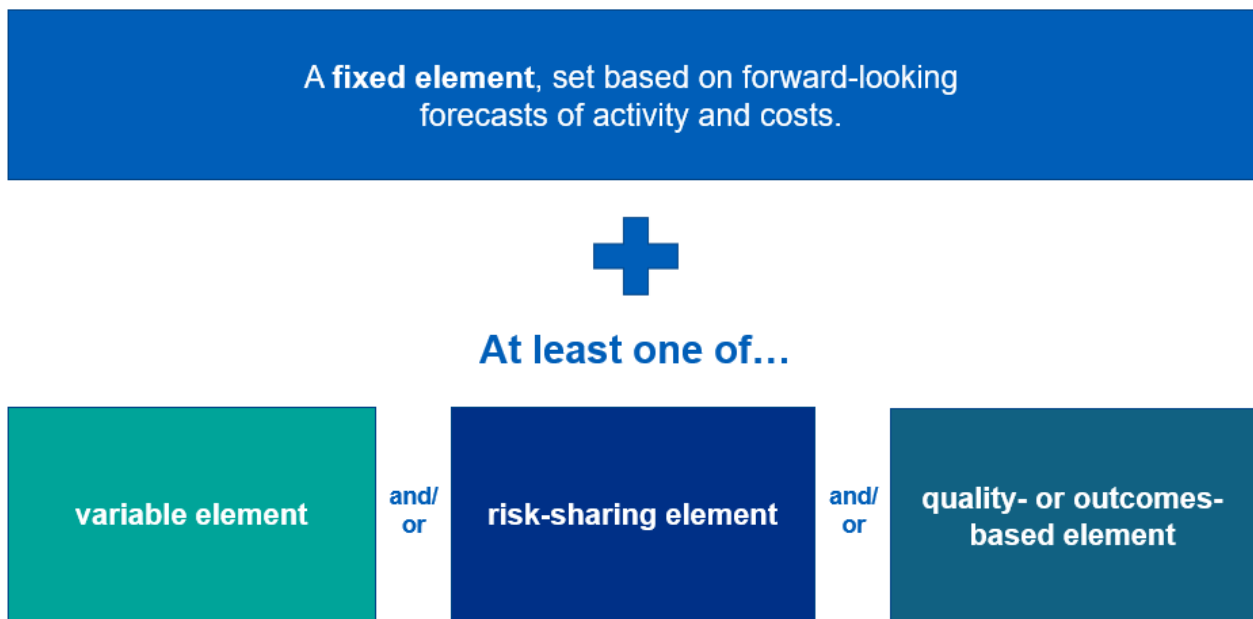 A fixed element, set based on forward-looking
forecasts of activity and costs.
At least one of…
variable element
and/
or
risk-sharing element
and/
or
quality- or outcomes-
based element